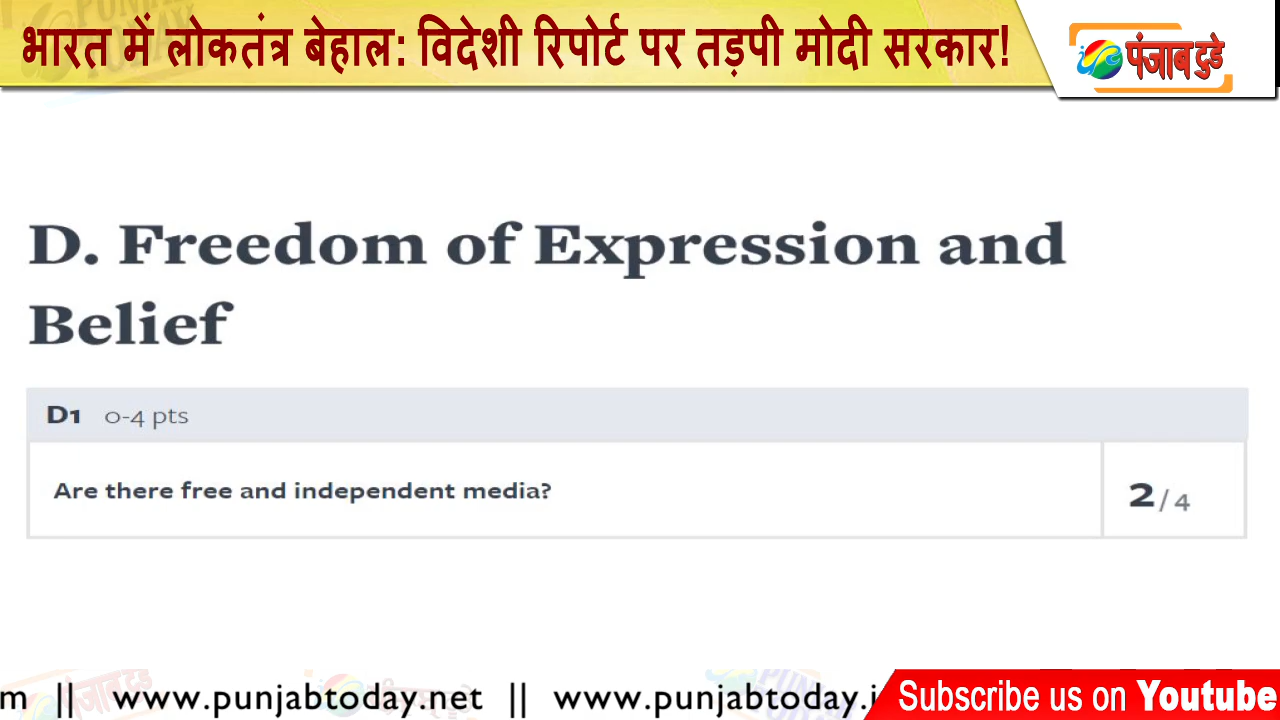 भारत में लोकतंत्र बेहाल: विदेशी रिपोर्ट पर तड़पी मोदी सरकार!
पंजाब टुडे
D. Freedom of Expression and
Belief
D1 0-4 pts
Are there free and independent media?
2 / 4
m || www.punjabtoday.net || www.punjabtoday.i
Subscribe us on Youtube